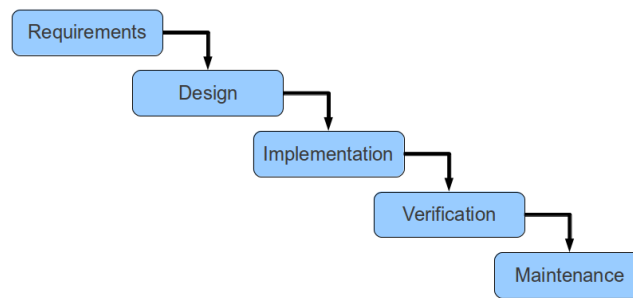 Requirements
Design
Implementation
Verification
Maintenance